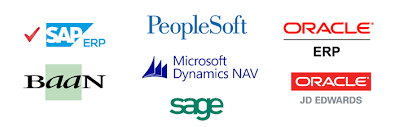 SAP ERP
PeopleSoft
ORACLE
ERP
BaaN
Microsoft
Dynamics NAV
sage
ORACLE
JD EDWARDS